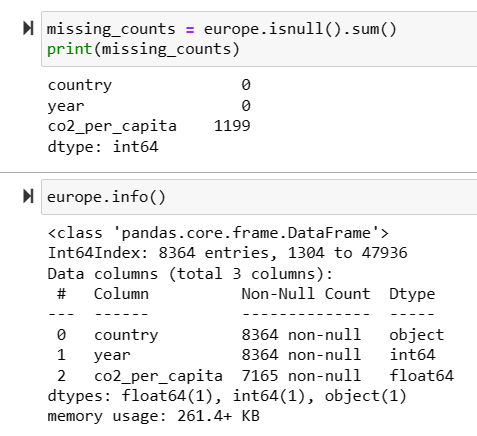 missing_counts = europe.isnull().sum()
print(missing_counts)
country             0
year                0
co2_per_capita    1199
dtype: int64
europe.info()
<class 'pandas.core.frame.DataFrame'>
Int64Index: 8364 entries, 1304 to 47936
Data columns (total 3 columns):
 #   Column          Non-Null Count  Dtype
---  ------          --------------  -----
 0   country         8364 non-null   object
 1   year            8364 non-null   int64
 2   co2_per_capita  7165 non-null   float64
dtypes: float64(1), int64(1), object(1)
memory usage: 261.4+ KB